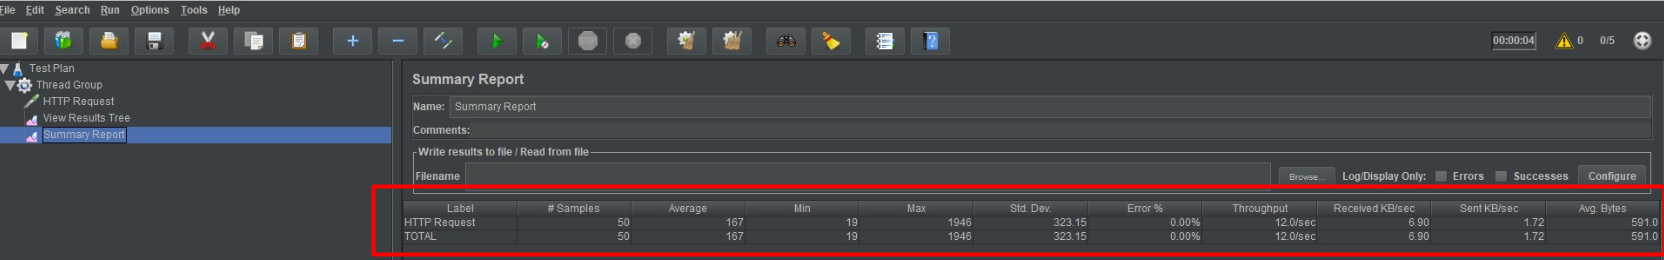 File Edit Search Run Options Tools Help
00:00:04 0 0/5
Test Plan
Thread Group
HTTP Request
View Results Tree
Summary Report
Summary Report
Name: Summary Report
Comments:
Write results to file / Read from file
Filename Browse... Log/Display Only: Errors Successes Configure
Label # Samples Average Min Max Std. Dev. Error % Throughput Received KB/sec Sent KB/sec Avg. Bytes
HTTP Request 50 167 19 1946 323.15 0.00% 12.0/sec 6.90 1.72 591.0
TOTAL 50 167 19 1946 323.15 0.00% 12.0/sec 6.90 1.72 591.0